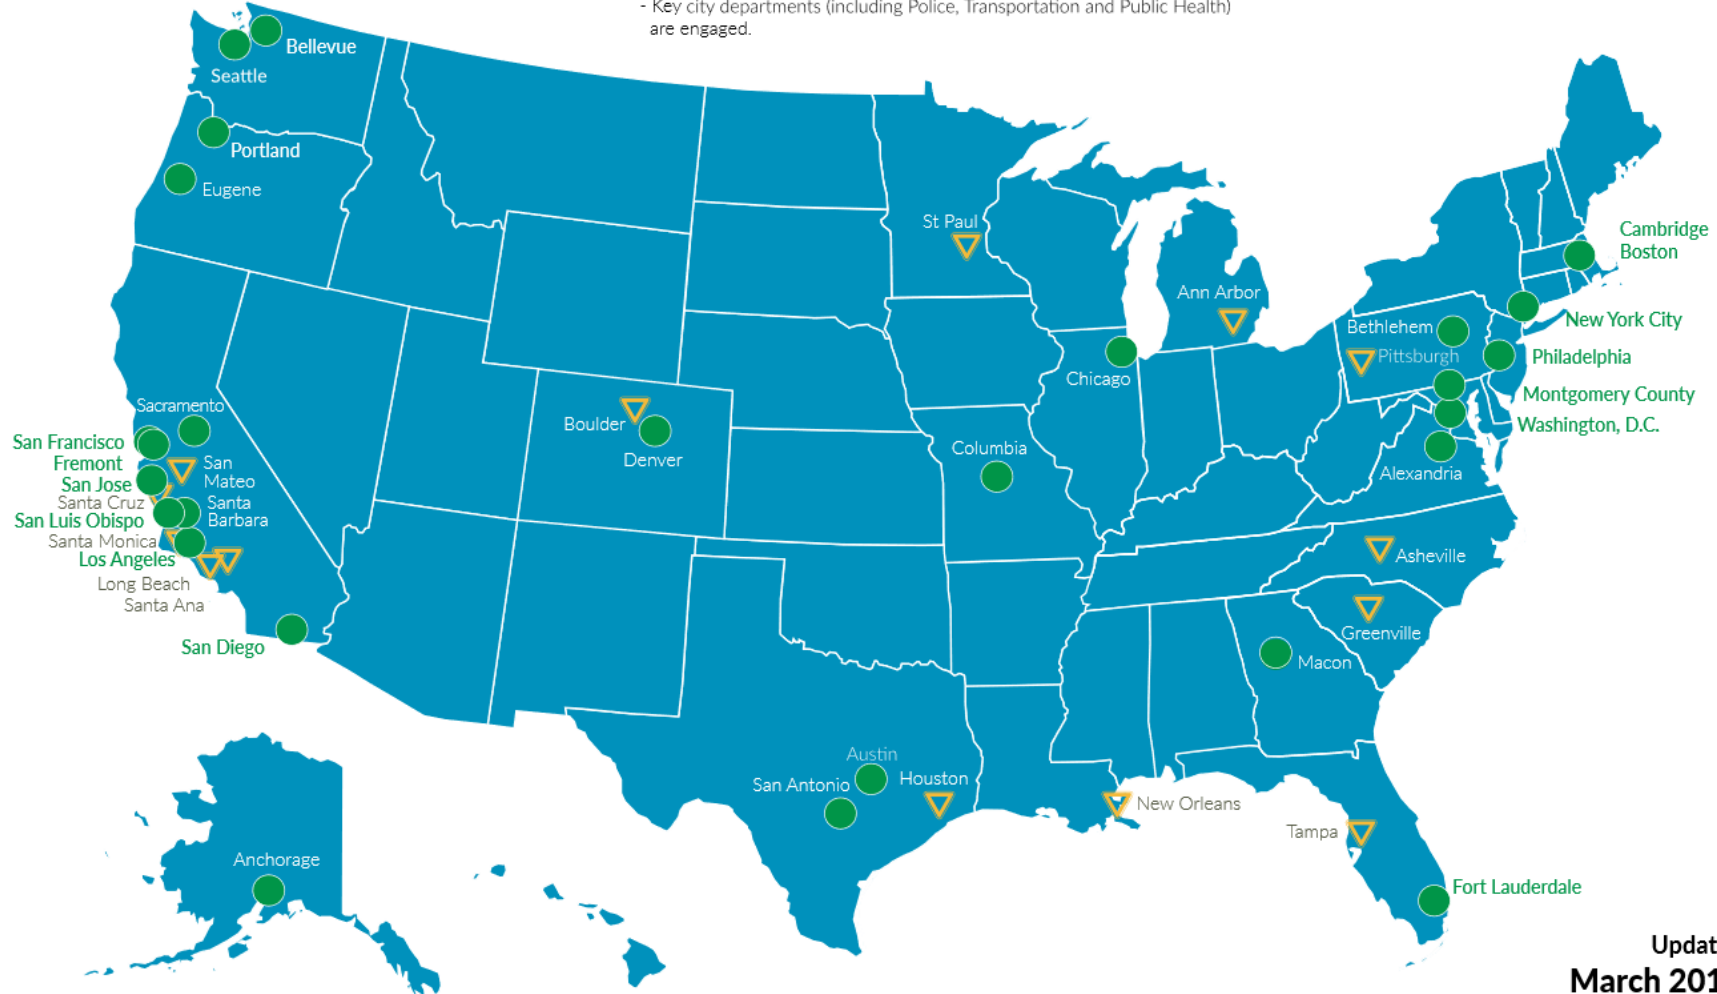 - Key city departments (including Police, Transportation and Public Health)
are engaged.
Bellevue
Seattle
Portland
Eugene
St Paul
Cambridge
Boston
Ann Arbor
New York City
Bethlehem
Pittsburgh
Philadelphia
Chicago
Montgomery County
Washington, D.C.
Sacramento
Boulder
San Francisco
Columbia
Denver
Fremont
San
Mateo
Alexandria
San Jose
Santa Cruz
Santa
Barbara
San Luis Obispo
Santa Monica
Los Angeles
Asheville
Long Beach
Santa Ana
Greenville
San Diego
Macon
Austin
San Antonio
Houston
New Orleans
Tampa
Anchorage
Fort Lauderdale
Updat
March 201